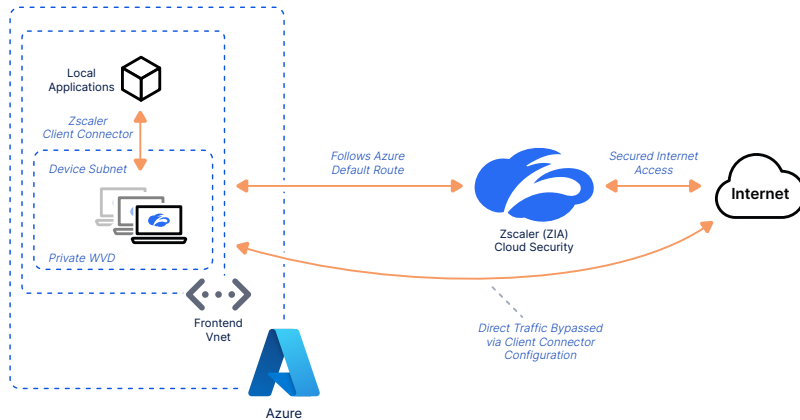 Local
Applications
Zscaler
Client Connector
Device Subnet
Private WVD
Frontend
Vnet
Azure
Follows Azure
Default Route
Zscaler (ZIA)
Cloud Security
Secured Internet
Access
Internet
Direct Traffic Bypassed
via Client Connector
Configuration